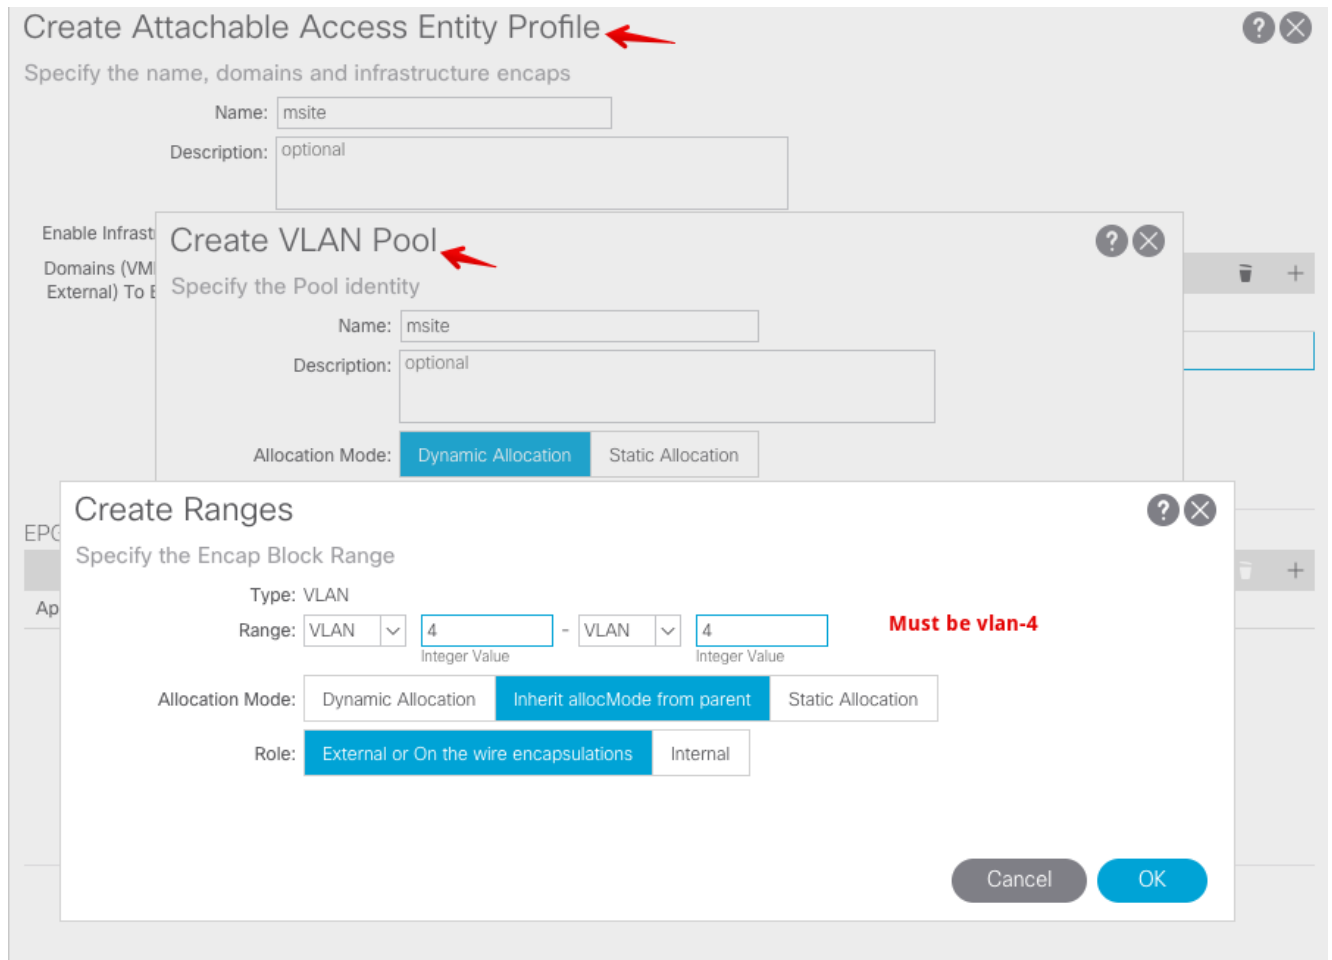 Create Attachable Access Entity Profile
Specify the name, domains and infrastructure encaps
Name: msite
Description: optional
Enable Infrast
Domains (VM
External) To
Create VLAN Pool
Specify the Pool identity
Name: msite
Description: optional
Allocation Mode: Dynamic Allocation Static Allocation
EPG
Ap
Create Ranges
Specify the Encap Block Range
Type: VLAN
Range: VLAN 4 - VLAN 4
Integer Value Integer Value
Must be vlan-4
Allocation Mode: Dynamic Allocation Inherit allocMode from parent Static Allocation
Role: External or On the wire encapsulations Internal
Cancel OK